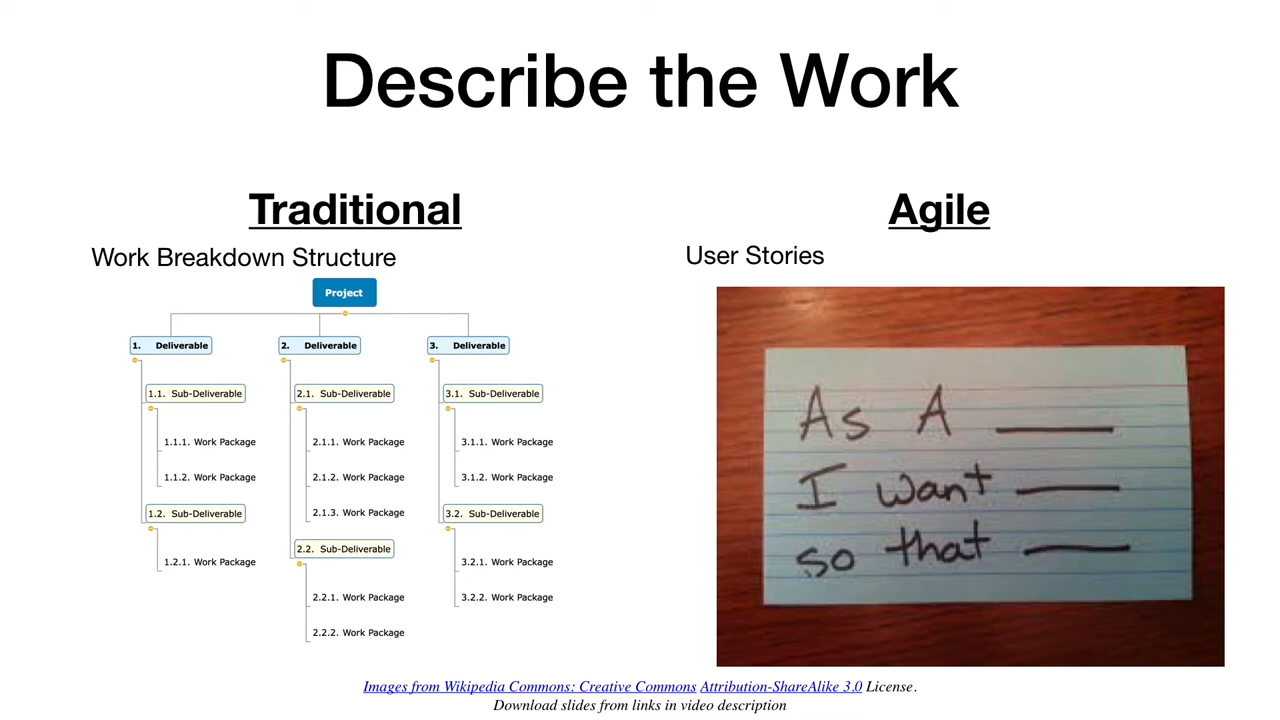 Describe the Work
Traditional
Work Breakdown Structure
Project
1. Deliverable
1.1. Sub-Deliverable
1.1.1. Work Package
1.1.2. Work Package
1.2. Sub-Deliverable
1.2.1. Work Package
2. Deliverable
2.1. Sub-Deliverable
2.1.1. Work Package
2.1.2. Work Package
2.1.3. Work Package
2.2. Sub-Deliverable
2.2.1. Work Package
2.2.2. Work Package
3. Deliverable
3.1. Sub-Deliverable
3.1.1. Work Package
3.1.2. Work Package
3.2. Sub-Deliverable
3.2.1. Work Package
3.2.2. Work Package
Agile
User Stories
As A
I want
so that
Images from Wikipedia Commons: Creative Commons Attribution-ShareAlike 3.0 License.
Download slides from links in video description